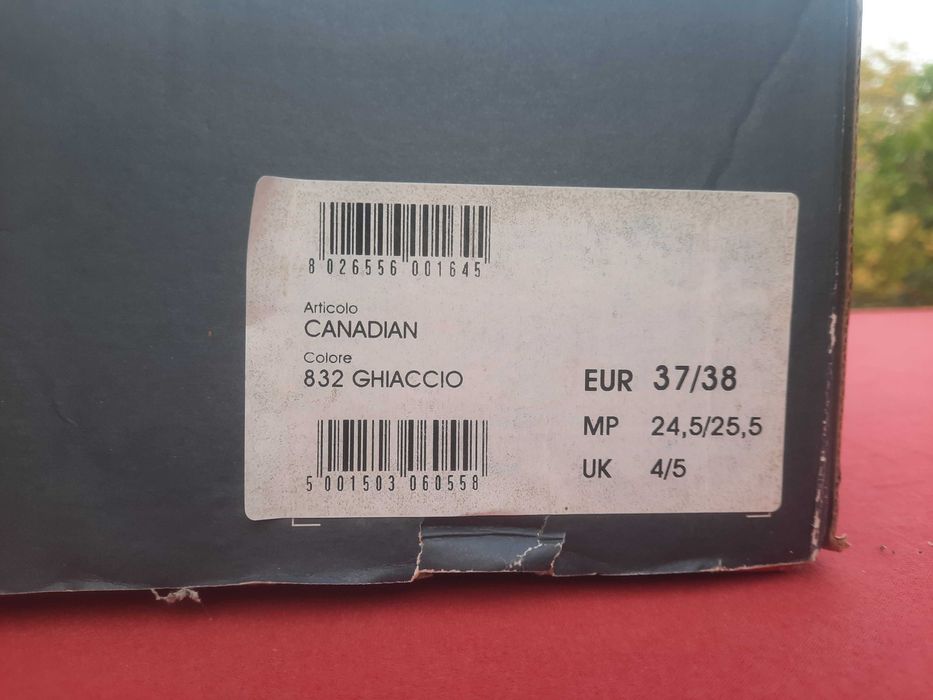 8 026556 001645
Articolo
CANADIAN
Colore
832 GHIACCIO
5 001503 060558
EUR 37/38
MP 24,5/25,5
UK 4/5